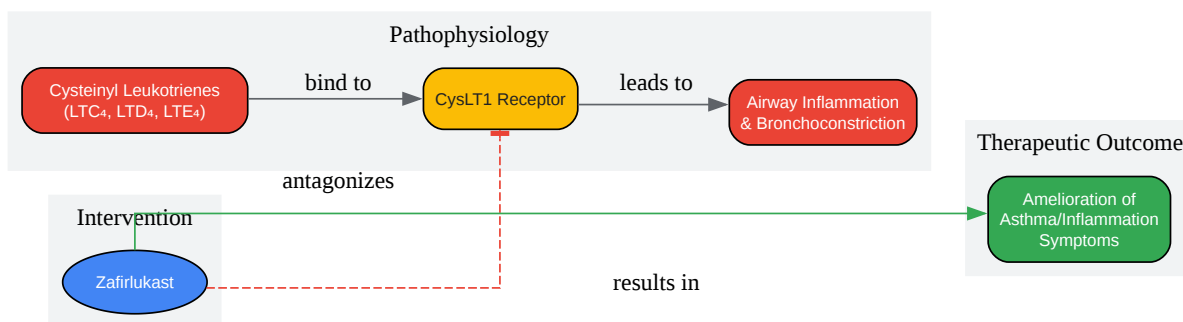 Pathophysiology
Cysteinyl Leukotrienes
(LTC₄, LTD₄, LTE₄)
bind to
CysLT1 Receptor
leads to
Airway Inflammation
& Bronchoconstriction
Therapeutic Outcome
antagonizes
Intervention
Amelioration of
Asthma/Inflammation
Symptoms
Zafirlukast
results in